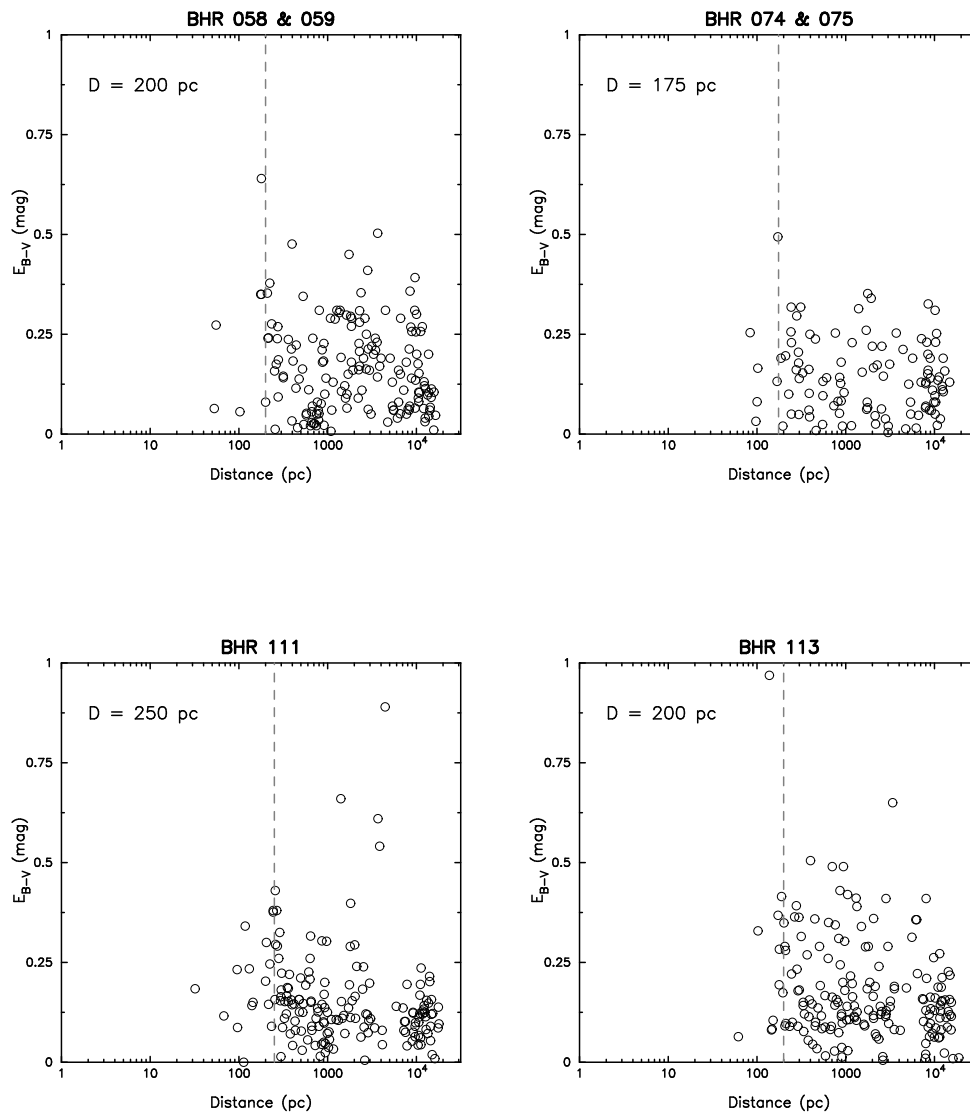 BHR 058 & 059
D = 200 pc
1
0.75
0.5
0.25
0
E_{B-V} (mag)
1 10 100 1000 10^4
Distance (pc)
BHR 074 & 075
D = 175 pc
1
0.75
0.5
0.25
0
E_{B-V} (mag)
1 10 100 1000 10^4
Distance (pc)
BHR 111
D = 250 pc
1
0.75
0.5
0.25
0
E_{B-V} (mag)
1 10 100 1000 10^4
Distance (pc)
BHR 113
D = 200 pc
1
0.75
0.5
0.25
0
E_{B-V} (mag)
1 10 100 1000 10^4
Distance (pc)